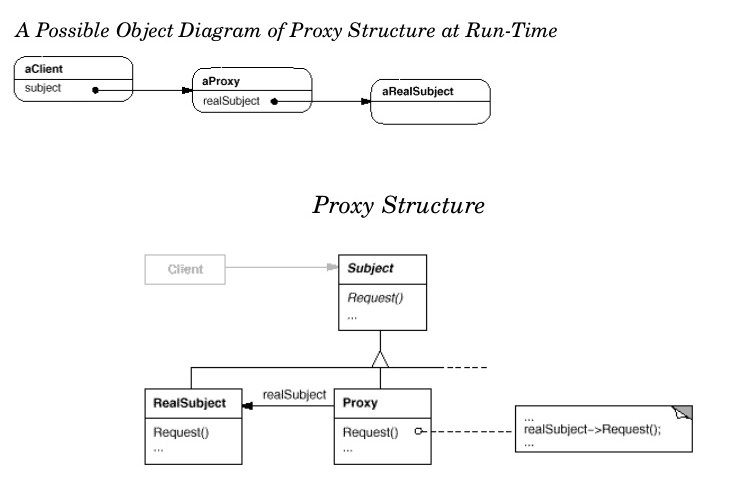 A Possible Object Diagram of Proxy Structure at Run-Time
aClient
subject
aProxy
realSubject
aRealSubject
Proxy Structure
Client
Subject
Request()
...
RealSubject
Request()
...
realSubject
Proxy
Request()
...
...
realSubject->Request();
...